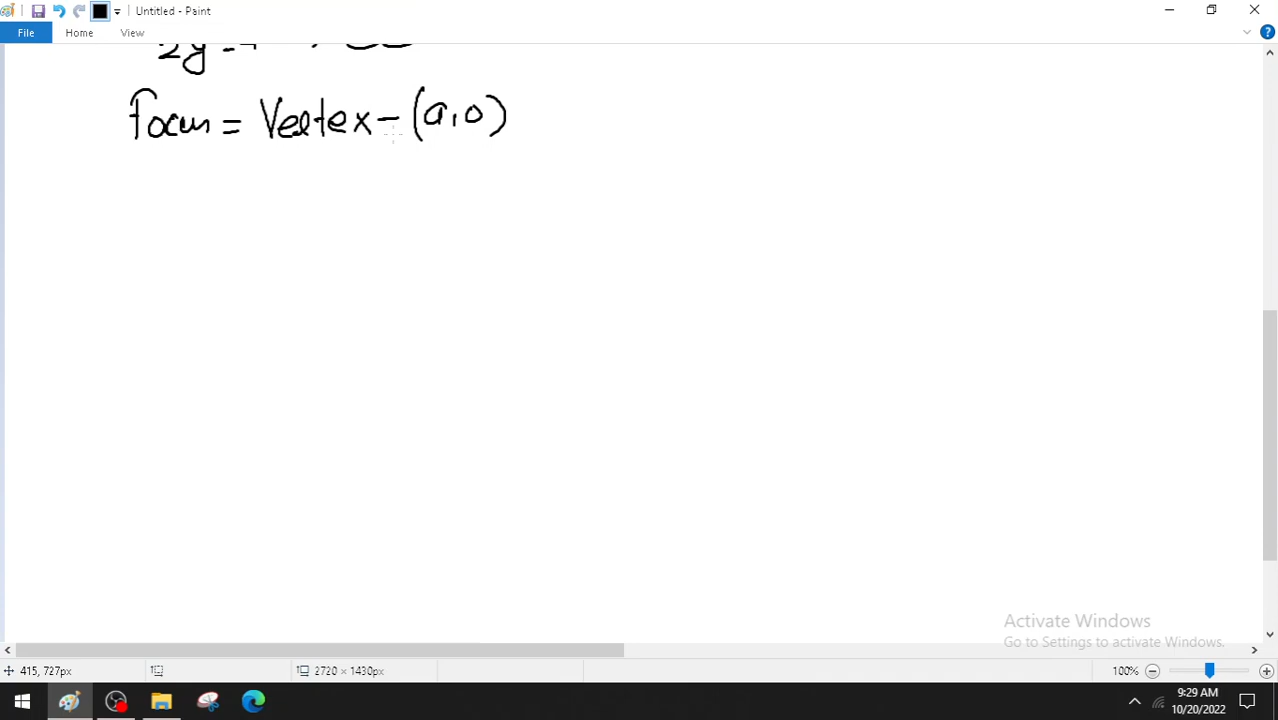 Untitled - Paint
File Home View
2y = 
Focus = Vertex - (a, 0)
Activate Windows
Go to Settings to activate Windows.
415, 727px
2720 × 1430px
100%
9:29 AM
10/20/2022